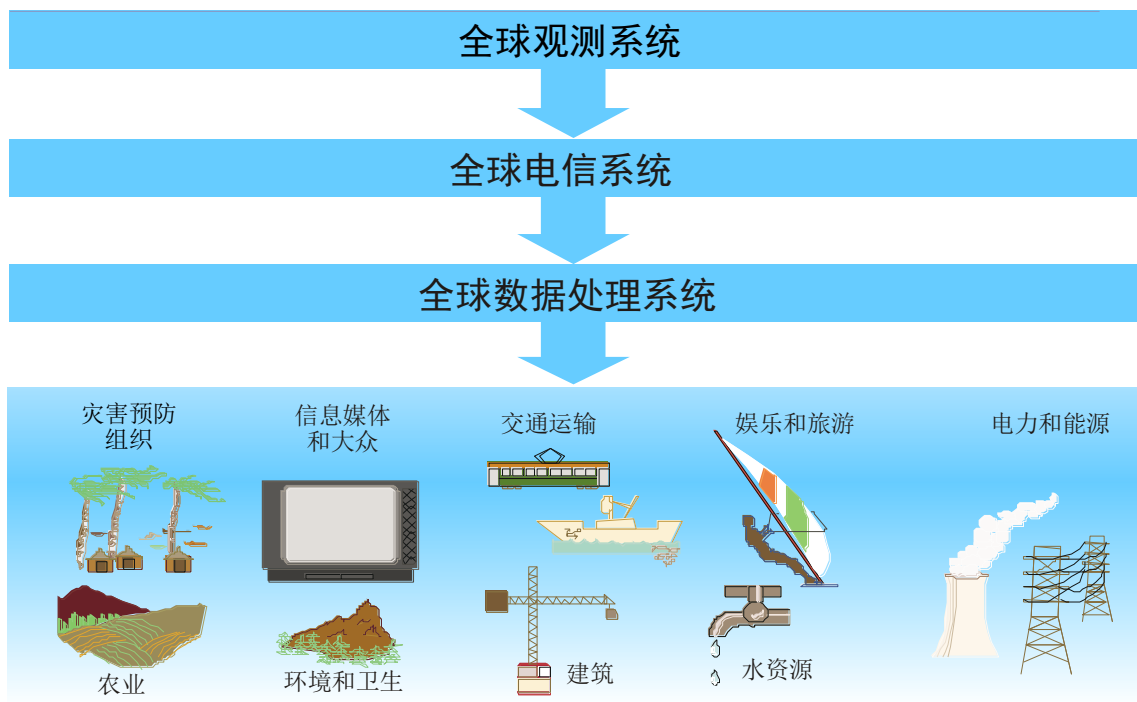 全球观测系统
全球电信系统
全球数据处理系统
灾害预防
组织
信息媒体
和大众
交通运输
娱乐和旅游
电力和能源
农业
环境和卫生
建筑
水资源